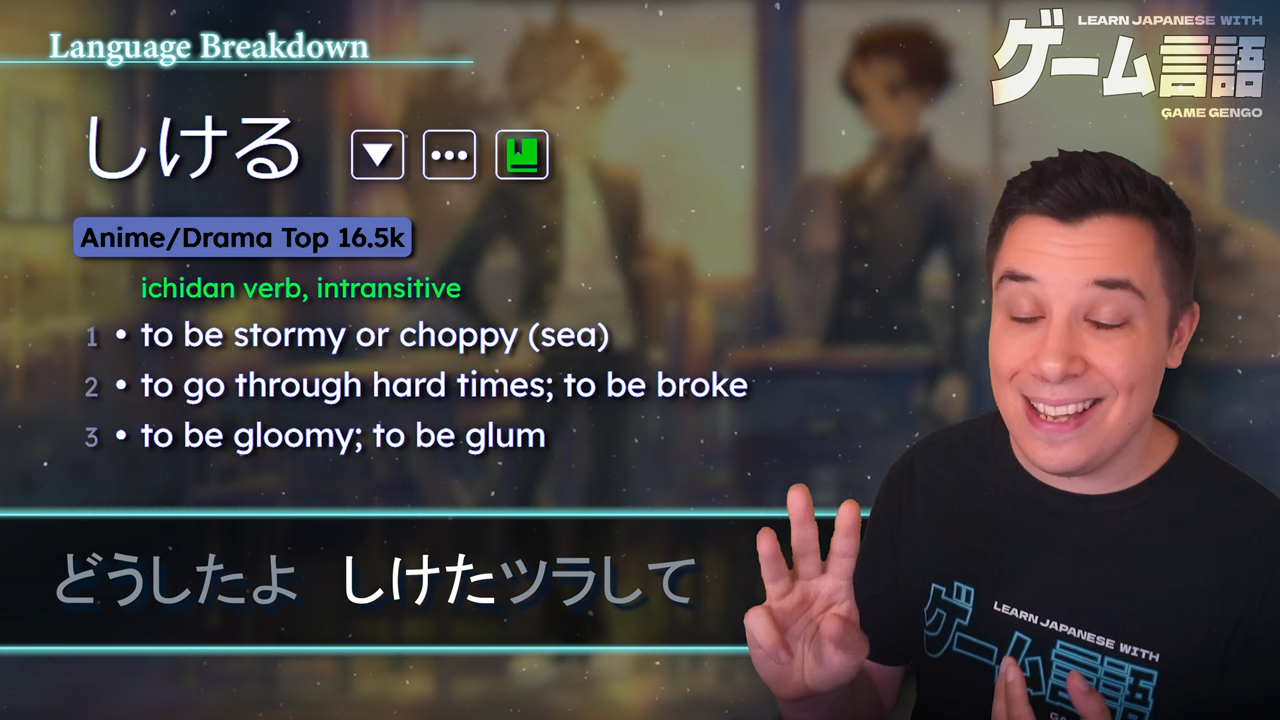 Language Breakdown
LEARN JAPANESE WITH
ゲーム言語
GAME GENGO
しける
Anime/Drama Top 16.5k
ichidan verb, intransitive
1 • to be stormy or choppy (sea)
2 • to go through hard times; to be broke
3 • to be gloomy; to be glum
どうしたよ しけたツラして
LEARN JAPANESE WITH
ゲーム言語